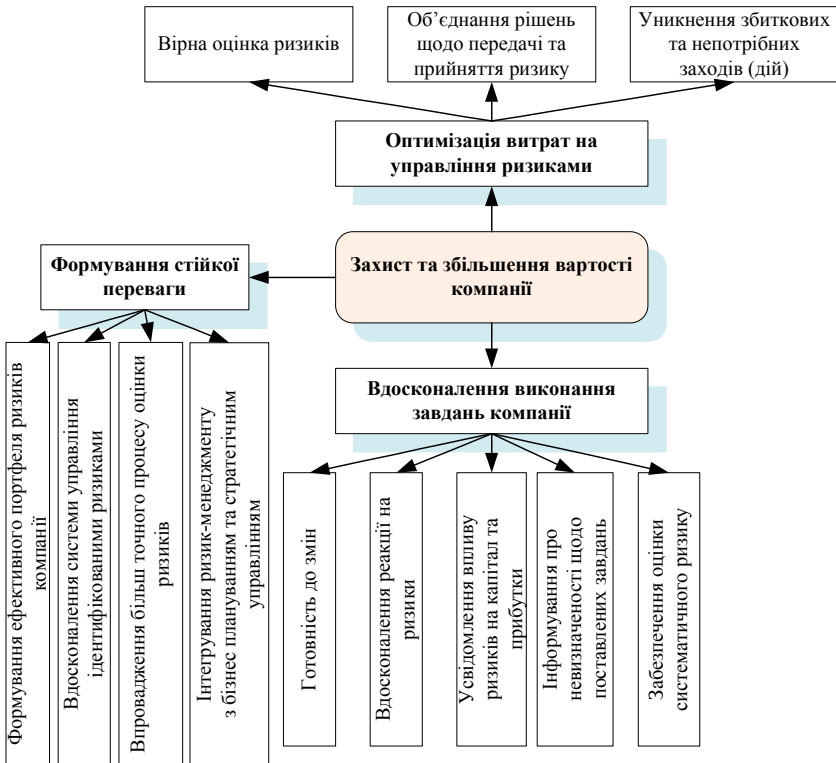 Вірна оцінка ризиків
Об’єднання рішень
щодо передачі та
прийняття ризику
Уникнення збиткових
та непотрібних
заходів (дій)
Оптимізація витрат на
управління ризиками
Захист та збільшення вартості
компанії
Формування стійкої
переваги
Формування ефективного портфеля ризиків
компанії
Вдосконалення системи управління
ідентифікованими ризиками
Впровадження більш точного процесу оцінки
ризиків
Інтегрування ризик-менеджменту
з бізнес плануванням та стратегічним
управлінням
Вдосконалення виконання
завдань компанії
Готовність до змін
Вдосконалення реакції на
ризики
Усвідомлення впливу
ризиків на капітал та
прибутки
Інформування про
невизначеності щодо
поставлених завдань
Забезпечення оцінки
систематичного ризику